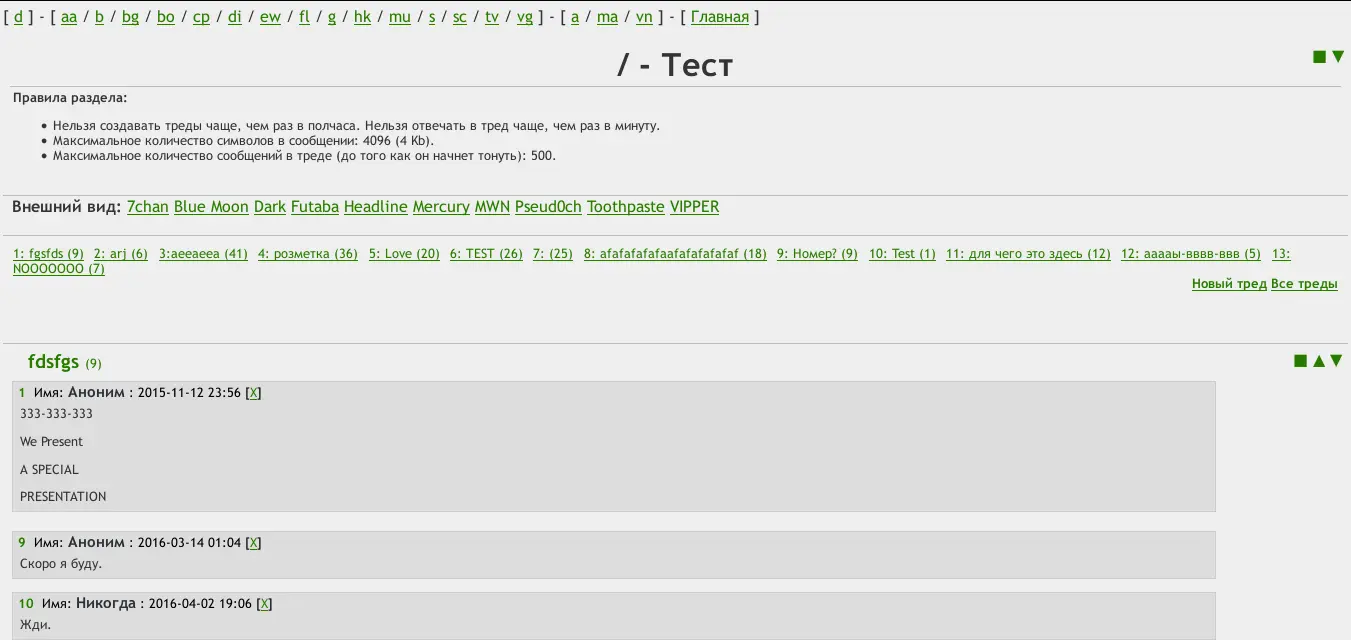 [ d ] - [ aa / b / bg / bo / cp / di / ew / fl / g / hk / mu / s / sc / tv / vg ] - [ a / ma / vn ] - [ Главная ]
/ - Тест
■ ▼
Правила раздела:
• Нельзя создавать треды чаще, чем раз в полчаса. Нельзя отвечать в тред чаще, чем раз в минуту.
• Максимальное количество символов в сообщении: 4096 (4 Kb).
• Максимальное количество сообщений в треде (до того как он начнет тонуть): 500.
Внешний вид: 7chan Blue Moon Dark Futaba Headline Mercury MWN Pseud0ch Toothpaste VIPPER
1: fgsfds (9) 2: arj (6) 3:aeeaeea (41) 4: розметка (36) 5: Love (20) 6: TEST (26) 7: (25) 8: afafafafafaafafafafafaf (18) 9: Номер? (9) 10: Test (1) 11: для чего это здесь (12) 12: ааааы-вввв-ввв (5) 13:
NOOOOOOO (7)
Новый тред Все треды
fdsfgs (9)
■ ▲ ▼
1 Имя: Аноним : 2015-11-12 23:56 [X]
333-333-333
We Present
A SPECIAL
PRESENTATION
9 Имя: Аноним : 2016-03-14 01:04 [X]
Скоро я буду.
10 Имя: Никогда : 2016-04-02 19:06 [X]
Жди.